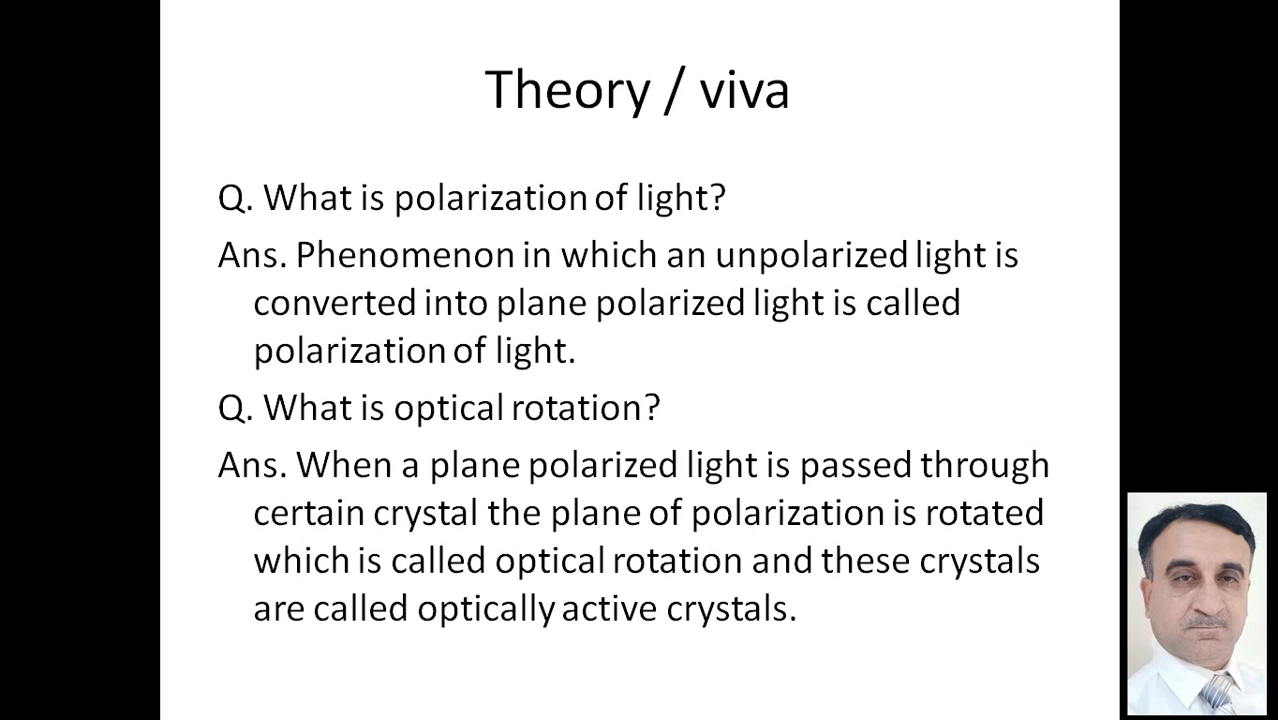 Theory / viva
Q. What is polarization of light?
Ans. Phenomenon in which an unpolarized light is
converted into plane polarized light is called
polarization of light.
Q. What is optical rotation?
Ans. When a plane polarized light is passed through
certain crystal the plane of polarization is rotated
which is called optical rotation and these crystals
are called optically active crystals.